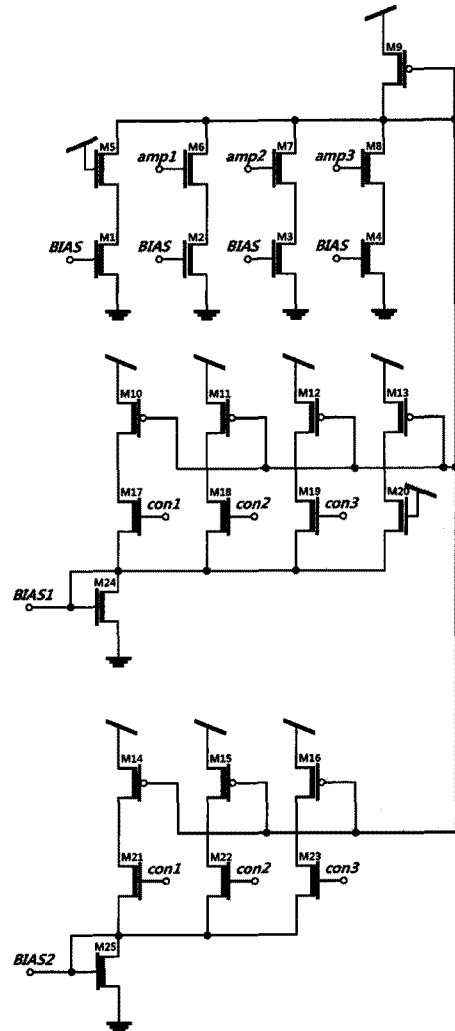 M9
M5 amp1 M6 amp2 M7 amp3 M8
BIAS M1 BIAS M2 BIAS M3 BIAS M4
M10 M11 M12 M13
M17 con1 M18 con2 M19 con3 M20
BIAS1 M24
M14 M15 M16
M21 con1 M22 con2 M23 con3
BIAS2 M25